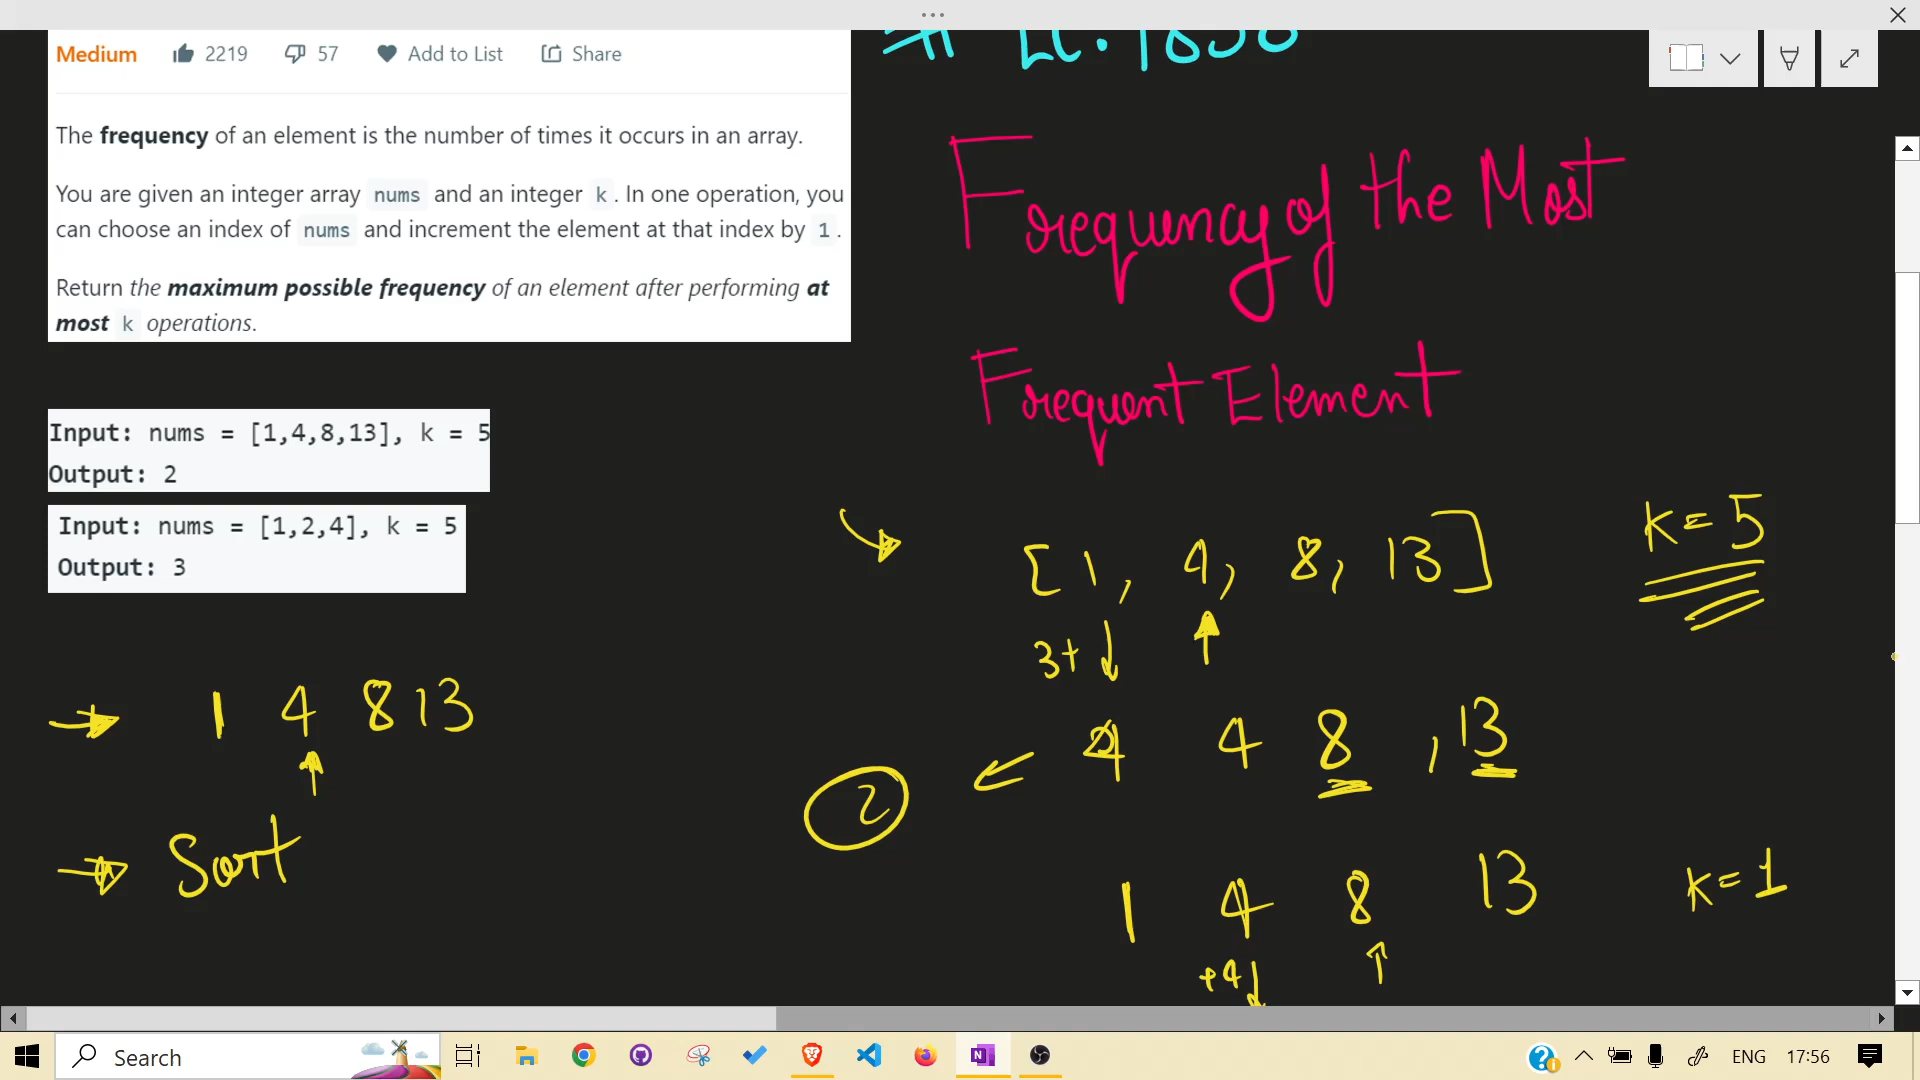 Medium 2219 57 Add to List Share
The frequency of an element is the number of times it occurs in an array.
You are given an integer array nums and an integer k. In one operation, you
can choose an index of nums and increment the element at that index by 1.
Return the maximum possible frequency of an element after performing at
most k operations.
Input: nums = [1,4,8,13], k = 5
Output: 2
Input: nums = [1,2,4], k = 5
Output: 3
→ 1 4 8 13
→ Sort
Frequency of the Most
Frequent Element
[1, 4, 8, 13] k = 5
3+
4 4 8 , 13
2
1 4 8 13 k = 1
+4
Search
ENG 17:56